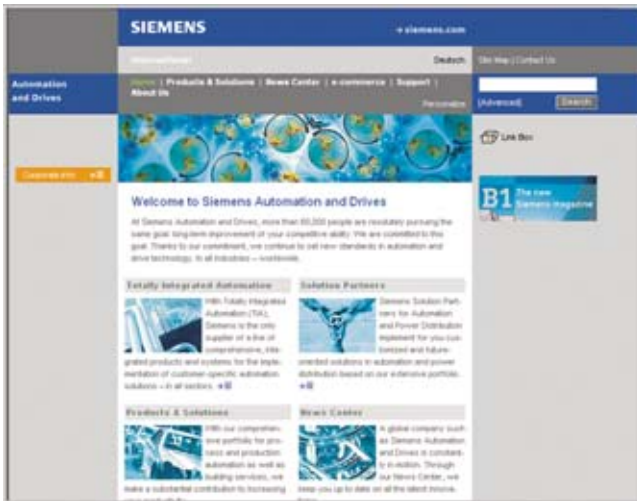 SIEMENS
→ siemens.com
International
Deutsch
Site Map | Contact Us
Automation
and Drives
Home | Products & Solutions | News Center | e-commerce | Support |
About Us
Personalize
[Advanced]
Search
Link Box
Corporate Info
B1 The new
Siemens magazine
Welcome to Siemens Automation and Drives
At Siemens Automation and Drives, more than 60,000 people are resolutely pursuing the
same goal: long-term improvement of your competitive ability. We are committed to this
goal. Thanks to our commitment, we continue to set new standards in automation and
drive technology. In all industries – worldwide.
Totally Integrated Automation
With Totally Integrated
Automation (TIA),
Siemens is the only
supplier of a line of
comprehensive, inte-
grated products and systems for the imple-
mentation of customer-specific automation
solutions – in all sectors.
Solution Partners
Siemens Solution Part-
ners for Automation
and Power Distribution
implement for you cus-
tomized and future-
oriented solutions in automation and power
distribution based on our extensive portfolio.
Products & Solutions
With our comprehen-
sive portfolio for pro-
cess and production
automation as well as
building services, we
make a substantial contribution to increasing
News Center
A global company such
as Siemens Automation
and Drives is constant-
ly in motion. Through
our News Center, we
keep you up to date on all the latest innova-